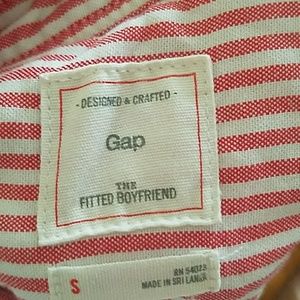 - DESIGNED & CRAFTED -
Gap
THE
FITTED BOYFRIEND
S
RN 54023
MADE IN SRI LANKA